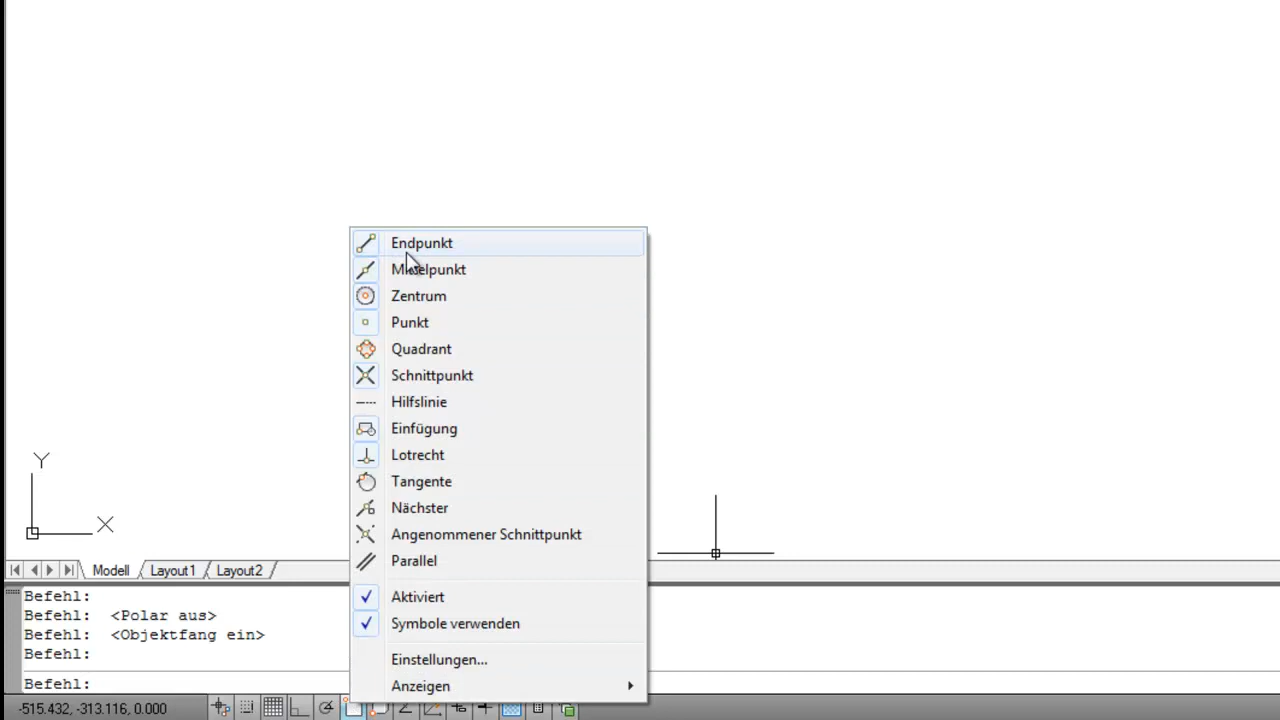 Endpunkt
Mittelpunkt
Zentrum
Punkt
Quadrant
Schnittpunkt
Hilfslinie
Einfügung
Lotrecht
Tangente
Nächster
Angenommener Schnittpunkt
Parallel
Aktiviert
Symbole verwenden
Einstellungen...
Anzeigen
Y
X
Modell Layout1 Layout2
Befehl:
Befehl: <Polar aus>
Befehl: <Objektfang ein>
Befehl:
Befehl:
-515.432, -313.116, 0.000